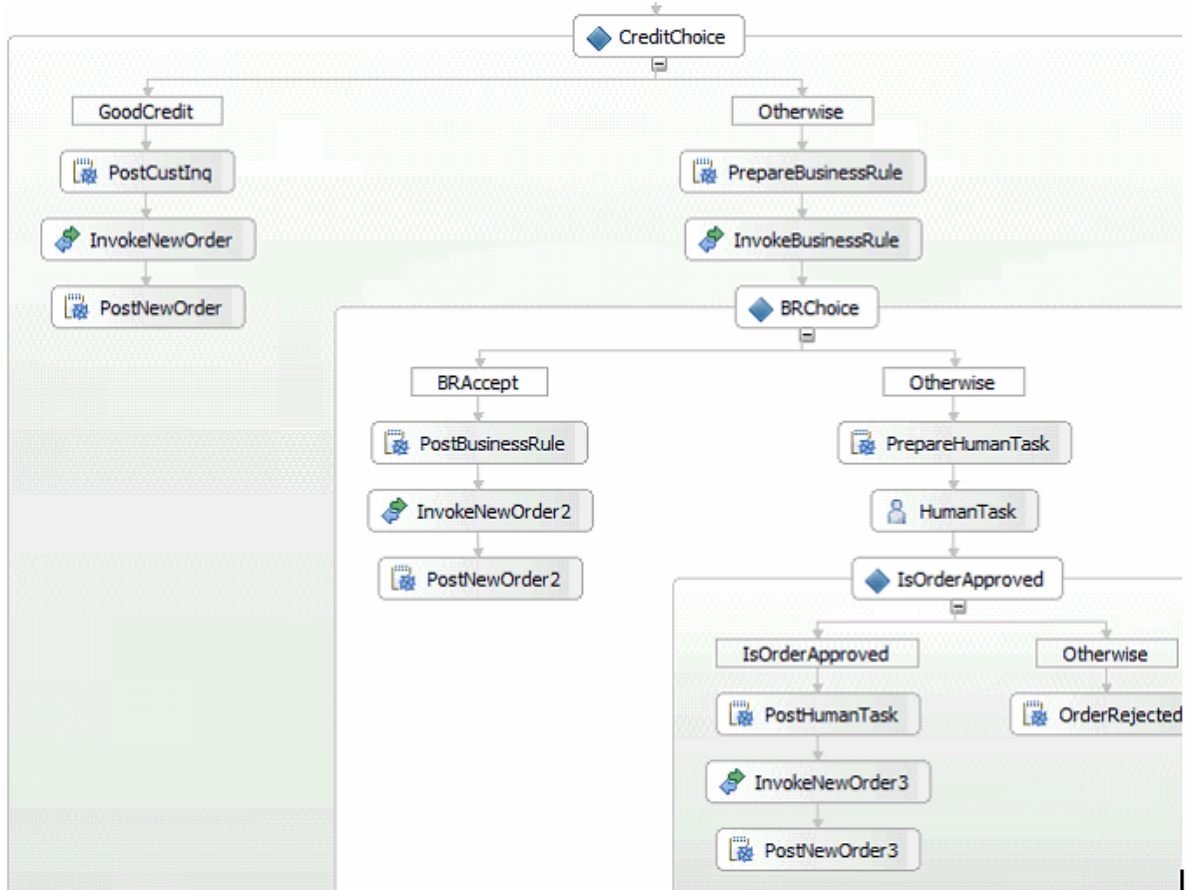 CreditChoice
GoodCredit
Otherwise
PostCustInq
PrepareBusinessRule
InvokeNewOrder
InvokeBusinessRule
PostNewOrder
BRChoice
BRAccept
Otherwise
PostBusinessRule
PrepareHumanTask
InvokeNewOrder2
HumanTask
PostNewOrder2
IsOrderApproved
IsOrderApproved
Otherwise
PostHumanTask
OrderRejected
InvokeNewOrder3
PostNewOrder3